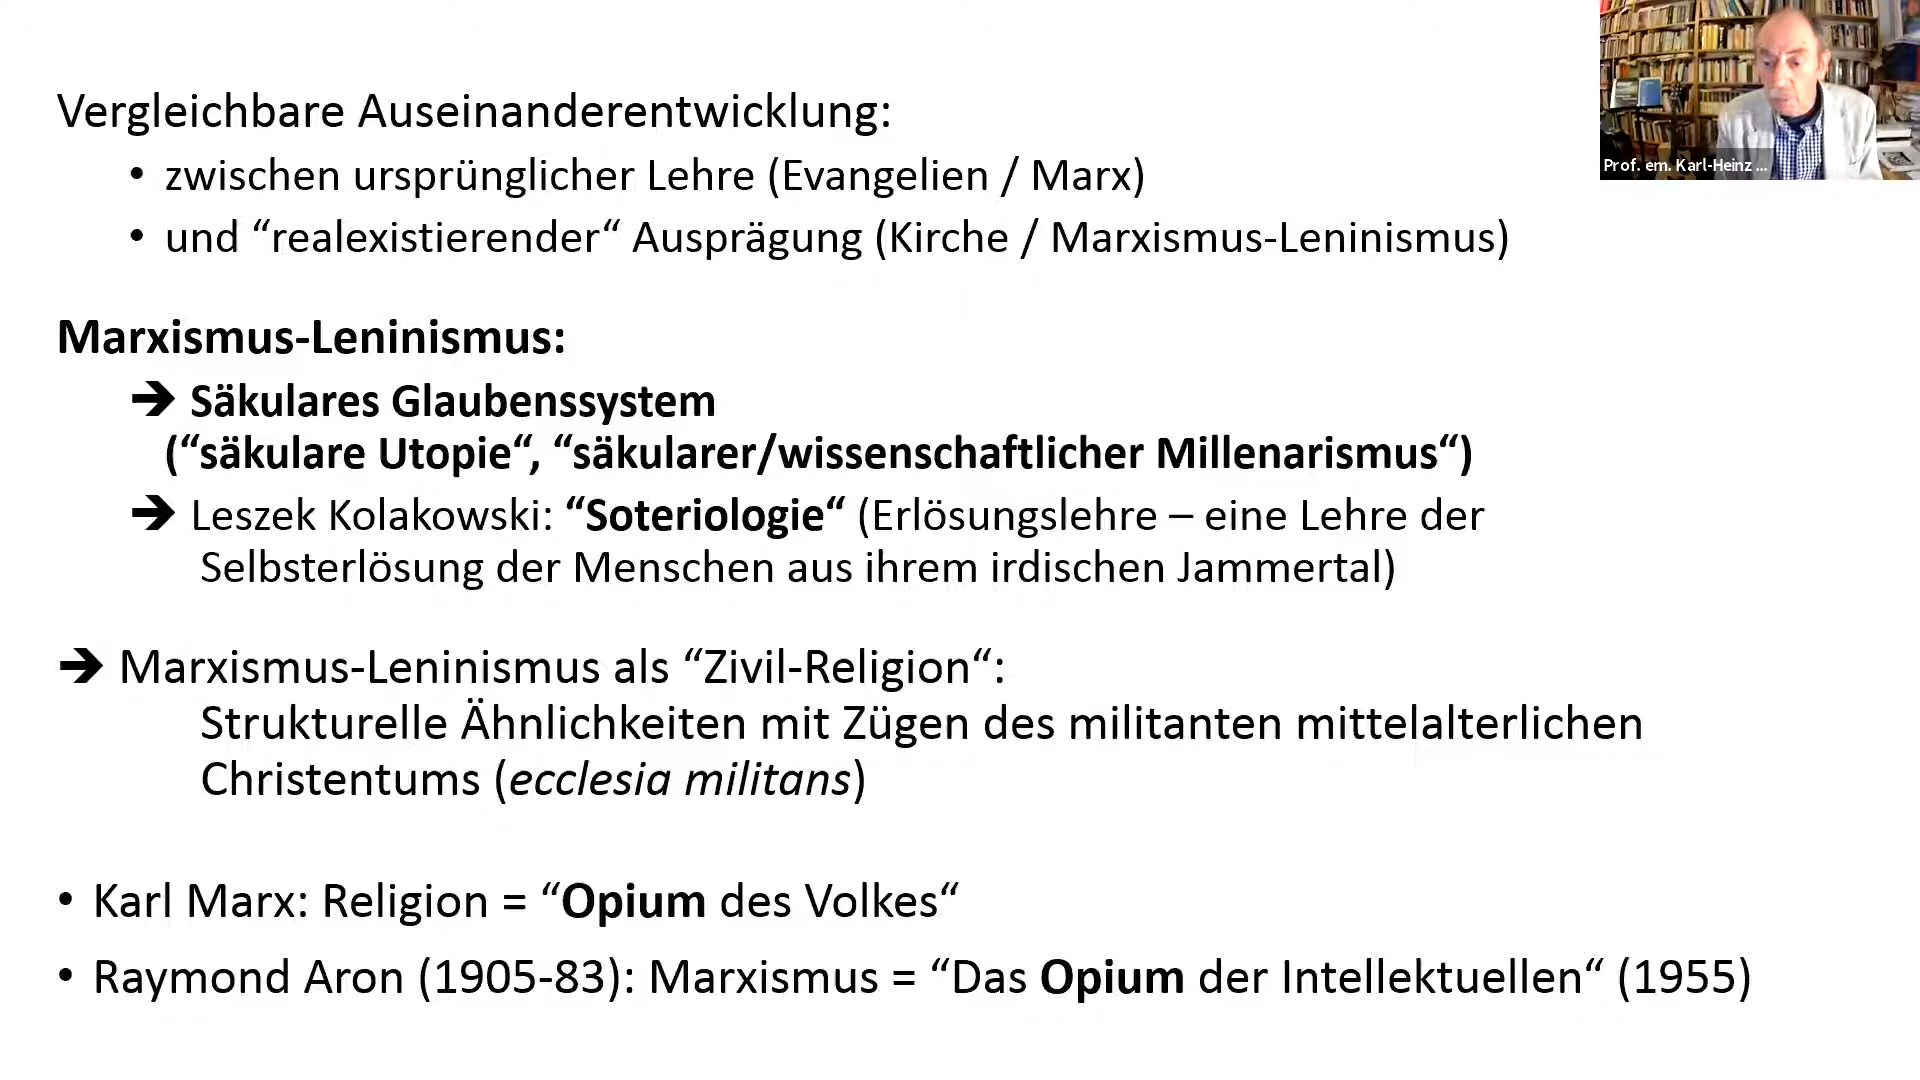 Vergleichbare Auseinanderentwicklung:
• zwischen ursprünglicher Lehre (Evangelien / Marx)
• und “realexistierender“ Ausprägung (Kirche / Marxismus-Leninismus)
Marxismus-Leninismus:
➔ Säkulares Glaubenssystem
(“säkulare Utopie“, “säkularer/wissenschaftlicher Millenarismus“)
➔ Leszek Kolakowski: “Soteriologie“ (Erlösungslehre – eine Lehre der
Selbsterlösung der Menschen aus ihrem irdischen Jammertal)
➔ Marxismus-Leninismus als “Zivil-Religion“:
Strukturelle Ähnlichkeiten mit Zügen des militanten mittelalterlichen
Christentums (ecclesia militans)
• Karl Marx: Religion = “Opium des Volkes“
• Raymond Aron (1905-83): Marxismus = “Das Opium der Intellektuellen“ (1955)
Prof. em. Karl-Heinz ...